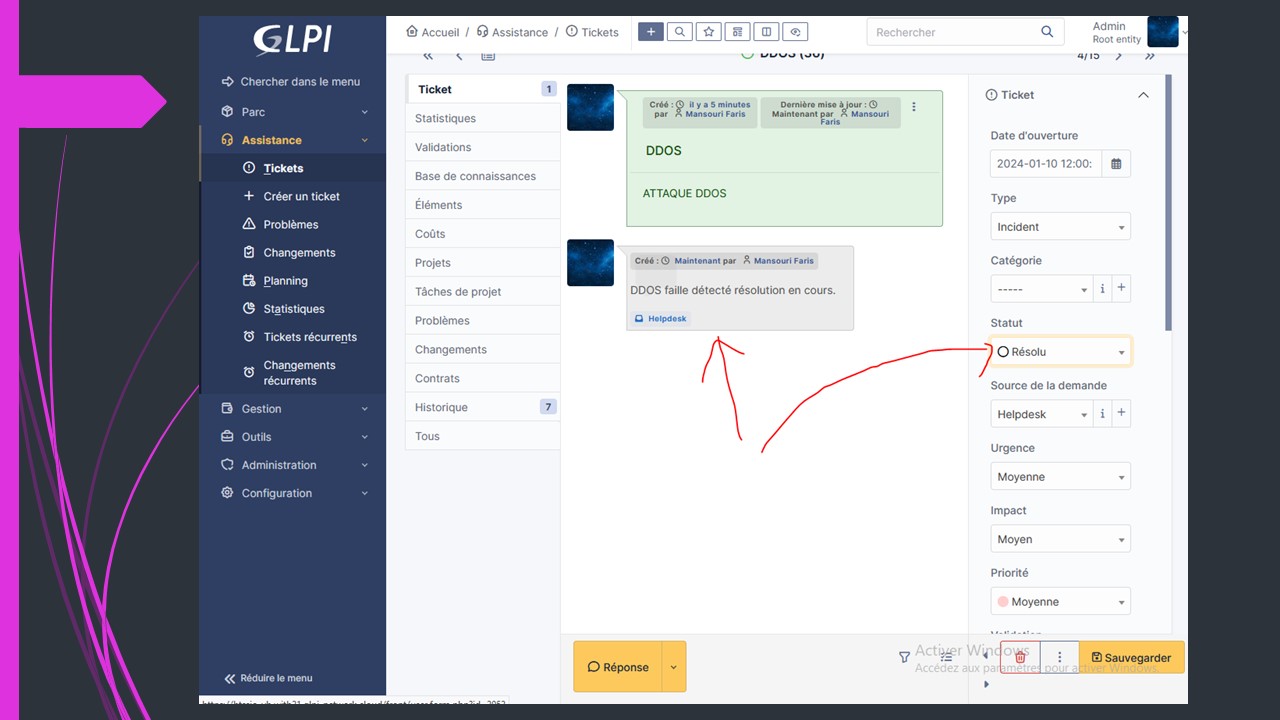 GLPI
Chercher dans le menu
Parc
Assistance
Tickets
Créer un ticket
Problèmes
Changements
Planning
Statistiques
Tickets récurrents
Changements
récurrents
Gestion
Outils
Administration
Configuration
Réduire le menu
Accueil / Assistance / Tickets
Rechercher
Admin
Root entity
DDOS (36)
4/15
Ticket 1
Statistiques
Validations
Base de connaissances
Éléments
Coûts
Projets
Tâches de projet
Problèmes
Changements
Contrats
Historique 7
Tous
Créé : il y a 5 minutes
par Mansouri Faris
Dernière mise à jour :
Maintenant par Mansouri
Faris
DDOS
ATTAQUE DDOS
Créé : Maintenant par Mansouri Faris
DDOS faille détecté résolution en cours.
Helpdesk
Réponse
Ticket
Date d'ouverture
2024-01-10 12:00:
Type
Incident
Catégorie
-----
Statut
Résolu
Source de la demande
Helpdesk
Urgence
Moyenne
Impact
Moyen
Priorité
Moyenne
Validation
Sauvegarder
Activer Windows
Accédez aux paramètres pour activer Windows.